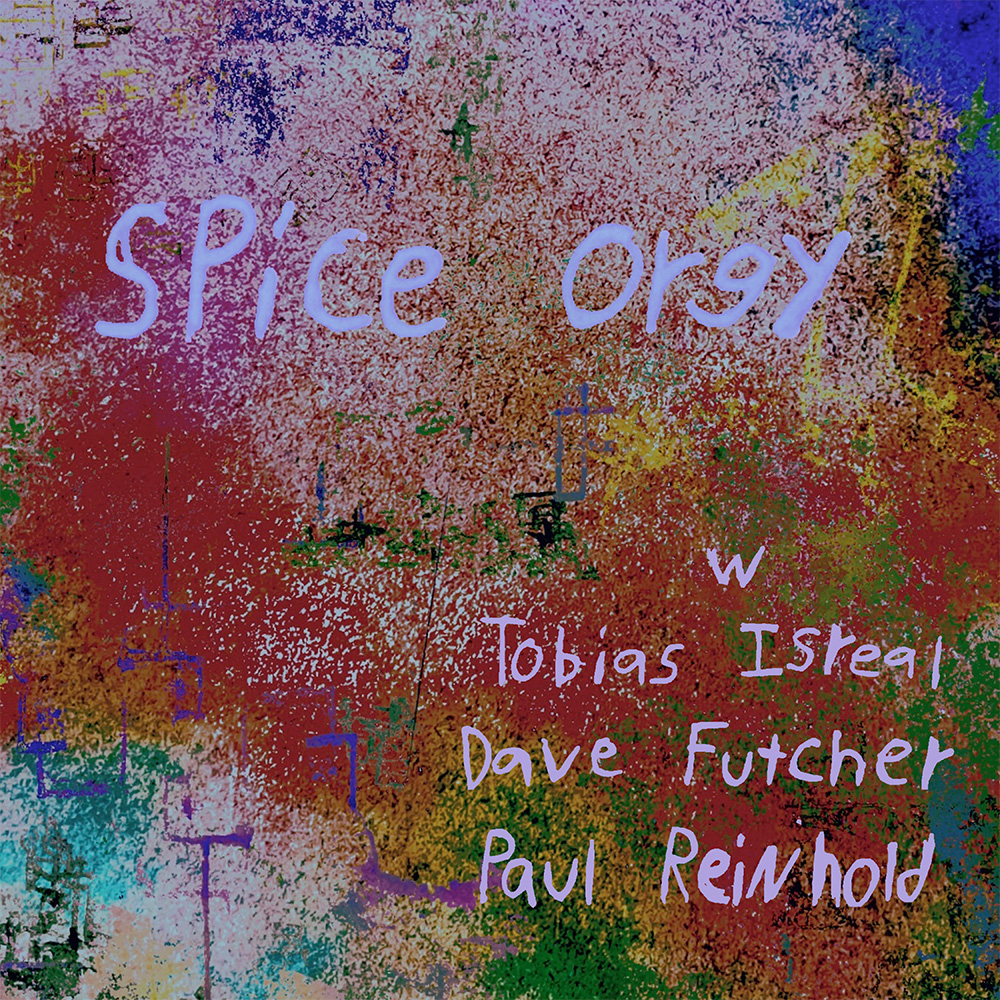 SPice Orgy
w
Tobias Isreal
Dave Futcher
Paul Reinhold